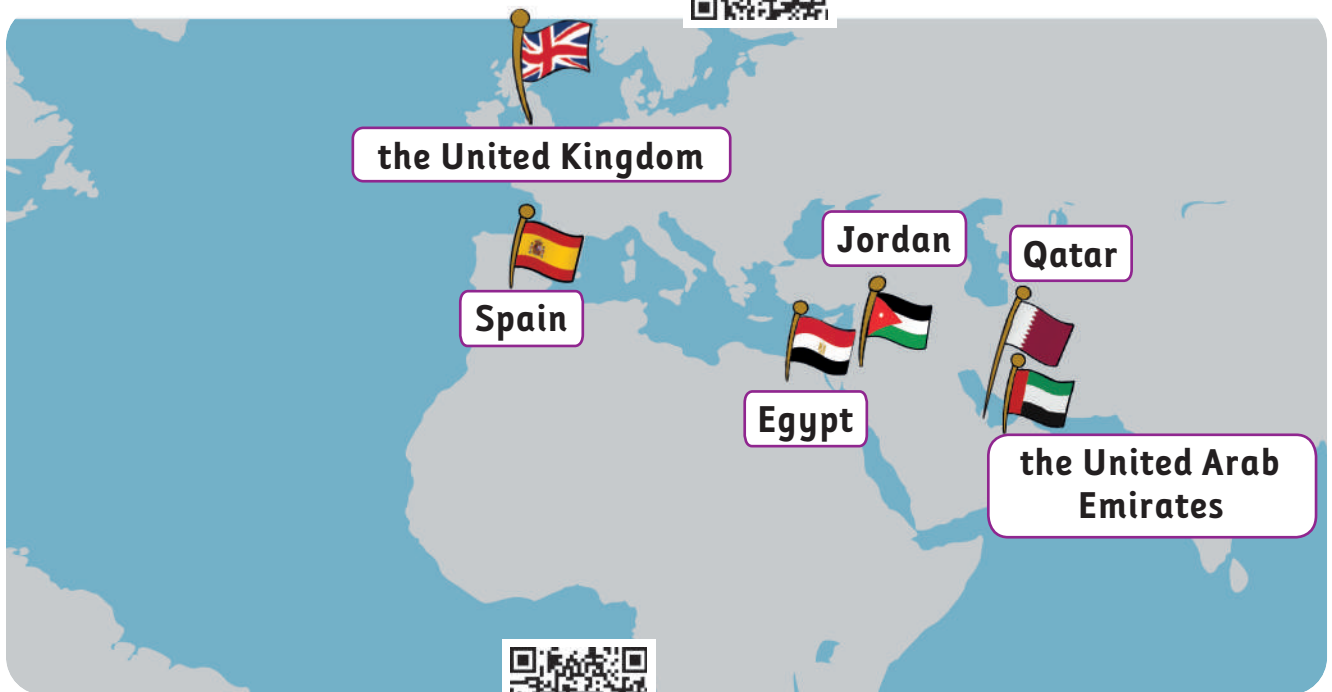 the United Kingdom
Jordan
Qatar
Spain
Egypt
the United Arab
Emirates